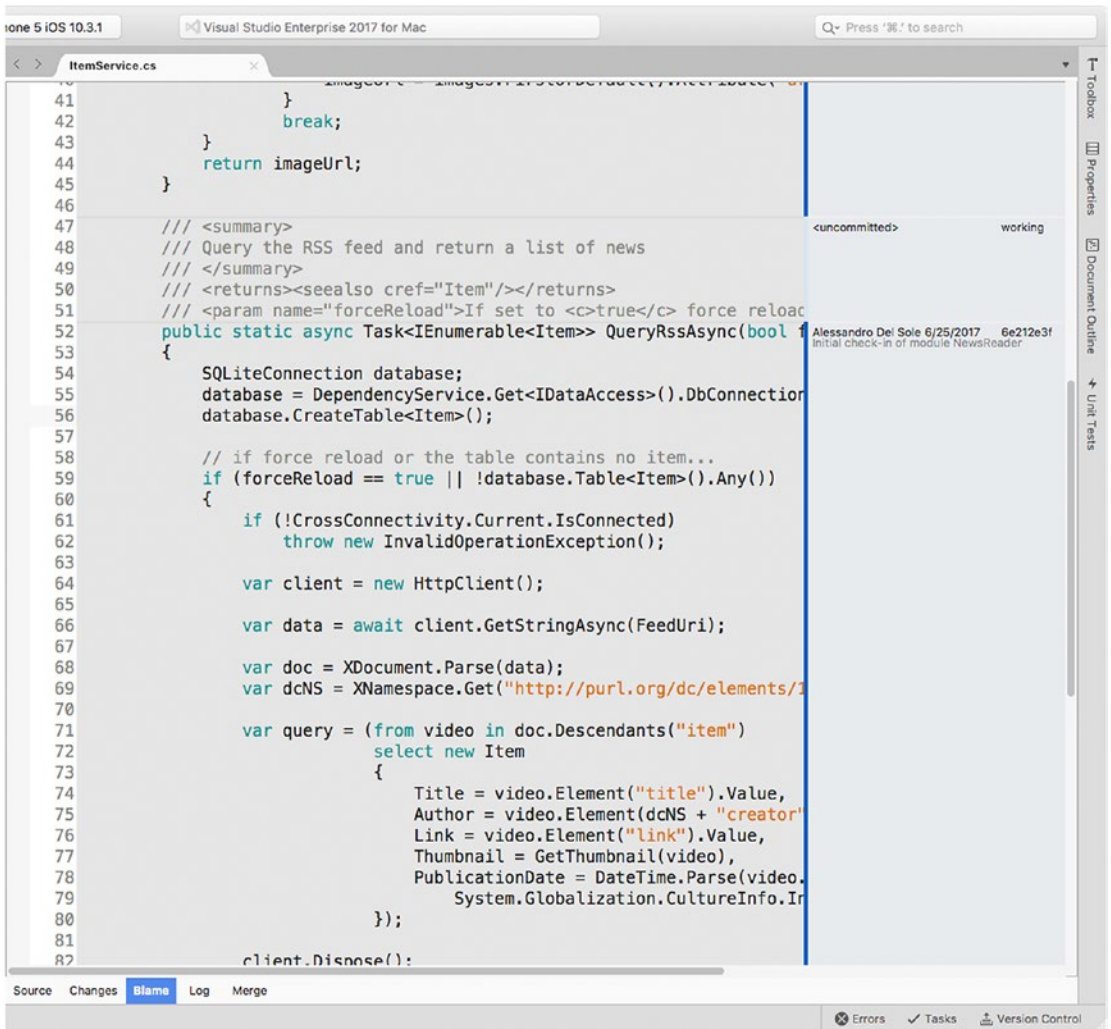 one 5 iOS 10.3.1
Visual Studio Enterprise 2017 for Mac
Press '⌘.' to search
ItemService.cs
41 }
42 break;
43 }
44 return imageUrl;
45 }
46
47 /// <summary>
48 /// Query the RSS feed and return a list of news
49 /// </summary>
50 /// <returns><seealso cref="Item"/></returns>
51 /// <param name="forceReload">If set to <c>true</c> force reload
52 public static async Task<IEnumerable<Item>> QueryRssAsync(bool f
53 {
54 SQLiteConnection database;
55 database = DependencyService.Get<IDataAccess>().DbConnection
56 database.CreateTable<Item>();
57
58 // if force reload or the table contains no item...
59 if (forceReload == true || !database.Table<Item>().Any())
60 {
61 if (!CrossConnectivity.Current.IsConnected)
62 throw new InvalidOperationException();
63
64 var client = new HttpClient();
65
66 var data = await client.GetStringAsync(FeedUri);
67
68 var doc = XDocument.Parse(data);
69 var dcNS = XNamespace.Get("http://purl.org/dc/elements/1
70
71 var query = (from video in doc.Descendants("item")
72 select new Item
73 {
74 Title = video.Element("title").Value,
75 Author = video.Element(dcNS + "creator"
76 Link = video.Element("link").Value,
77 Thumbnail = GetThumbnail(video),
78 PublicationDate = DateTime.Parse(video.
79 System.Globalization.CultureInfo.In
80 });
81
82 client.Dispose();
<uncommitted> working
Alessandro Del Sole 6/25/2017 6e212e3f
Initial check-in of module NewsReader
Toolbox
Properties
Document Outline
Unit Tests
Source Changes Blame Log Merge
Errors Tasks Version Control